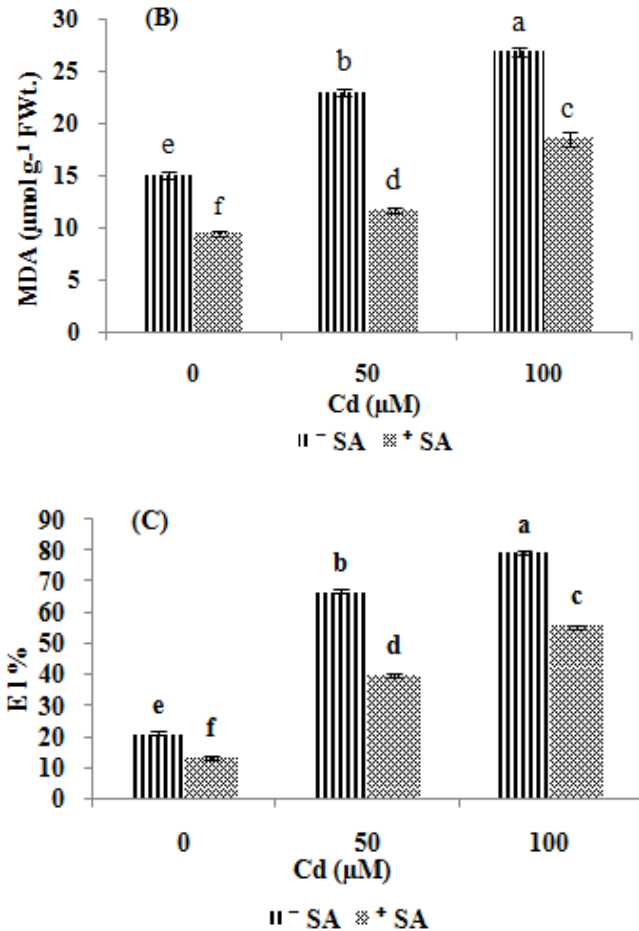 (B)
MDA (µmol g-¹ FWt.)
30
25
20
15
10
5
0
e
f
b
d
a
c
0 50 100
Cd (µM)
⁻ SA ⁺ SA
(C)
E l %
90
80
70
60
50
40
30
20
10
0
e
f
b
d
a
c
0 50 100
Cd (µM)
⁻ SA ⁺ SA